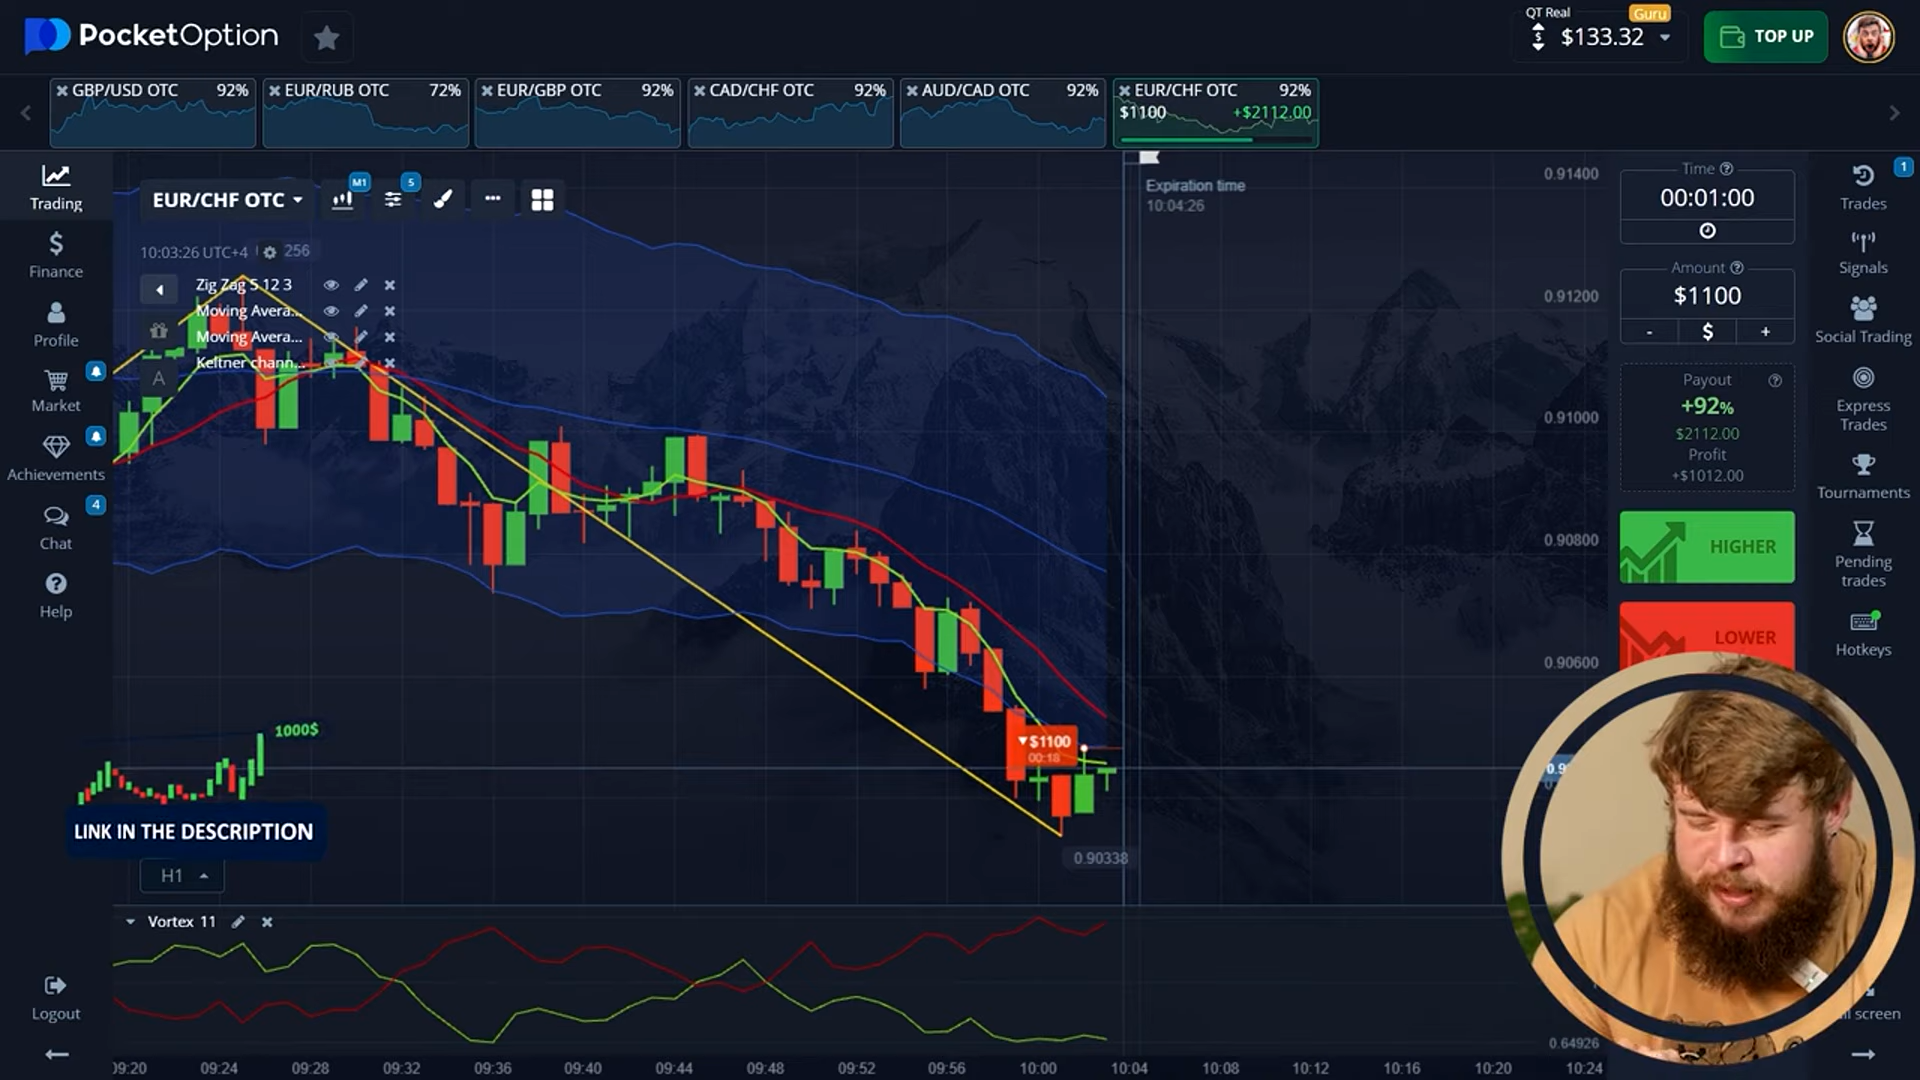 PocketOption
QT Real
Guru
$133.32
TOP UP
GBP/USD OTC 92%
EUR/RUB OTC 72%
EUR/GBP OTC 92%
CAD/CHF OTC 92%
AUD/CAD OTC 92%
EUR/CHF OTC 92%
$1100 +$2112.00
Trading
Finance
Profile
Market
Achievements
4
Chat
Help
Logout
EUR/CHF OTC
M1
5
10:03:26 UTC+4
256
Zig Zag 5 12 3
Moving Avera...
Moving Avera...
Keltner chann...
A
Expiration time
10:04:26
0.91400
0.91200
0.91000
0.90800
0.90600
$1100
00:18
0.90338
1000$
LINK IN THE DESCRIPTION
H1
Vortex 11
0.64926
09:24
09:28
09:32
09:36
09:40
09:44
09:48
09:52
09:56
10:00
10:04
10:08
10:12
10:16
10:20
10:24
Time
00:01:00
Amount
$1100
- $ +
Payout
+92%
$2112.00
Profit
+$1012.00
HIGHER
LOWER
1
Trades
Signals
Social Trading
Express
Trades
Tournaments
Pending
trades
Hotkeys
screen